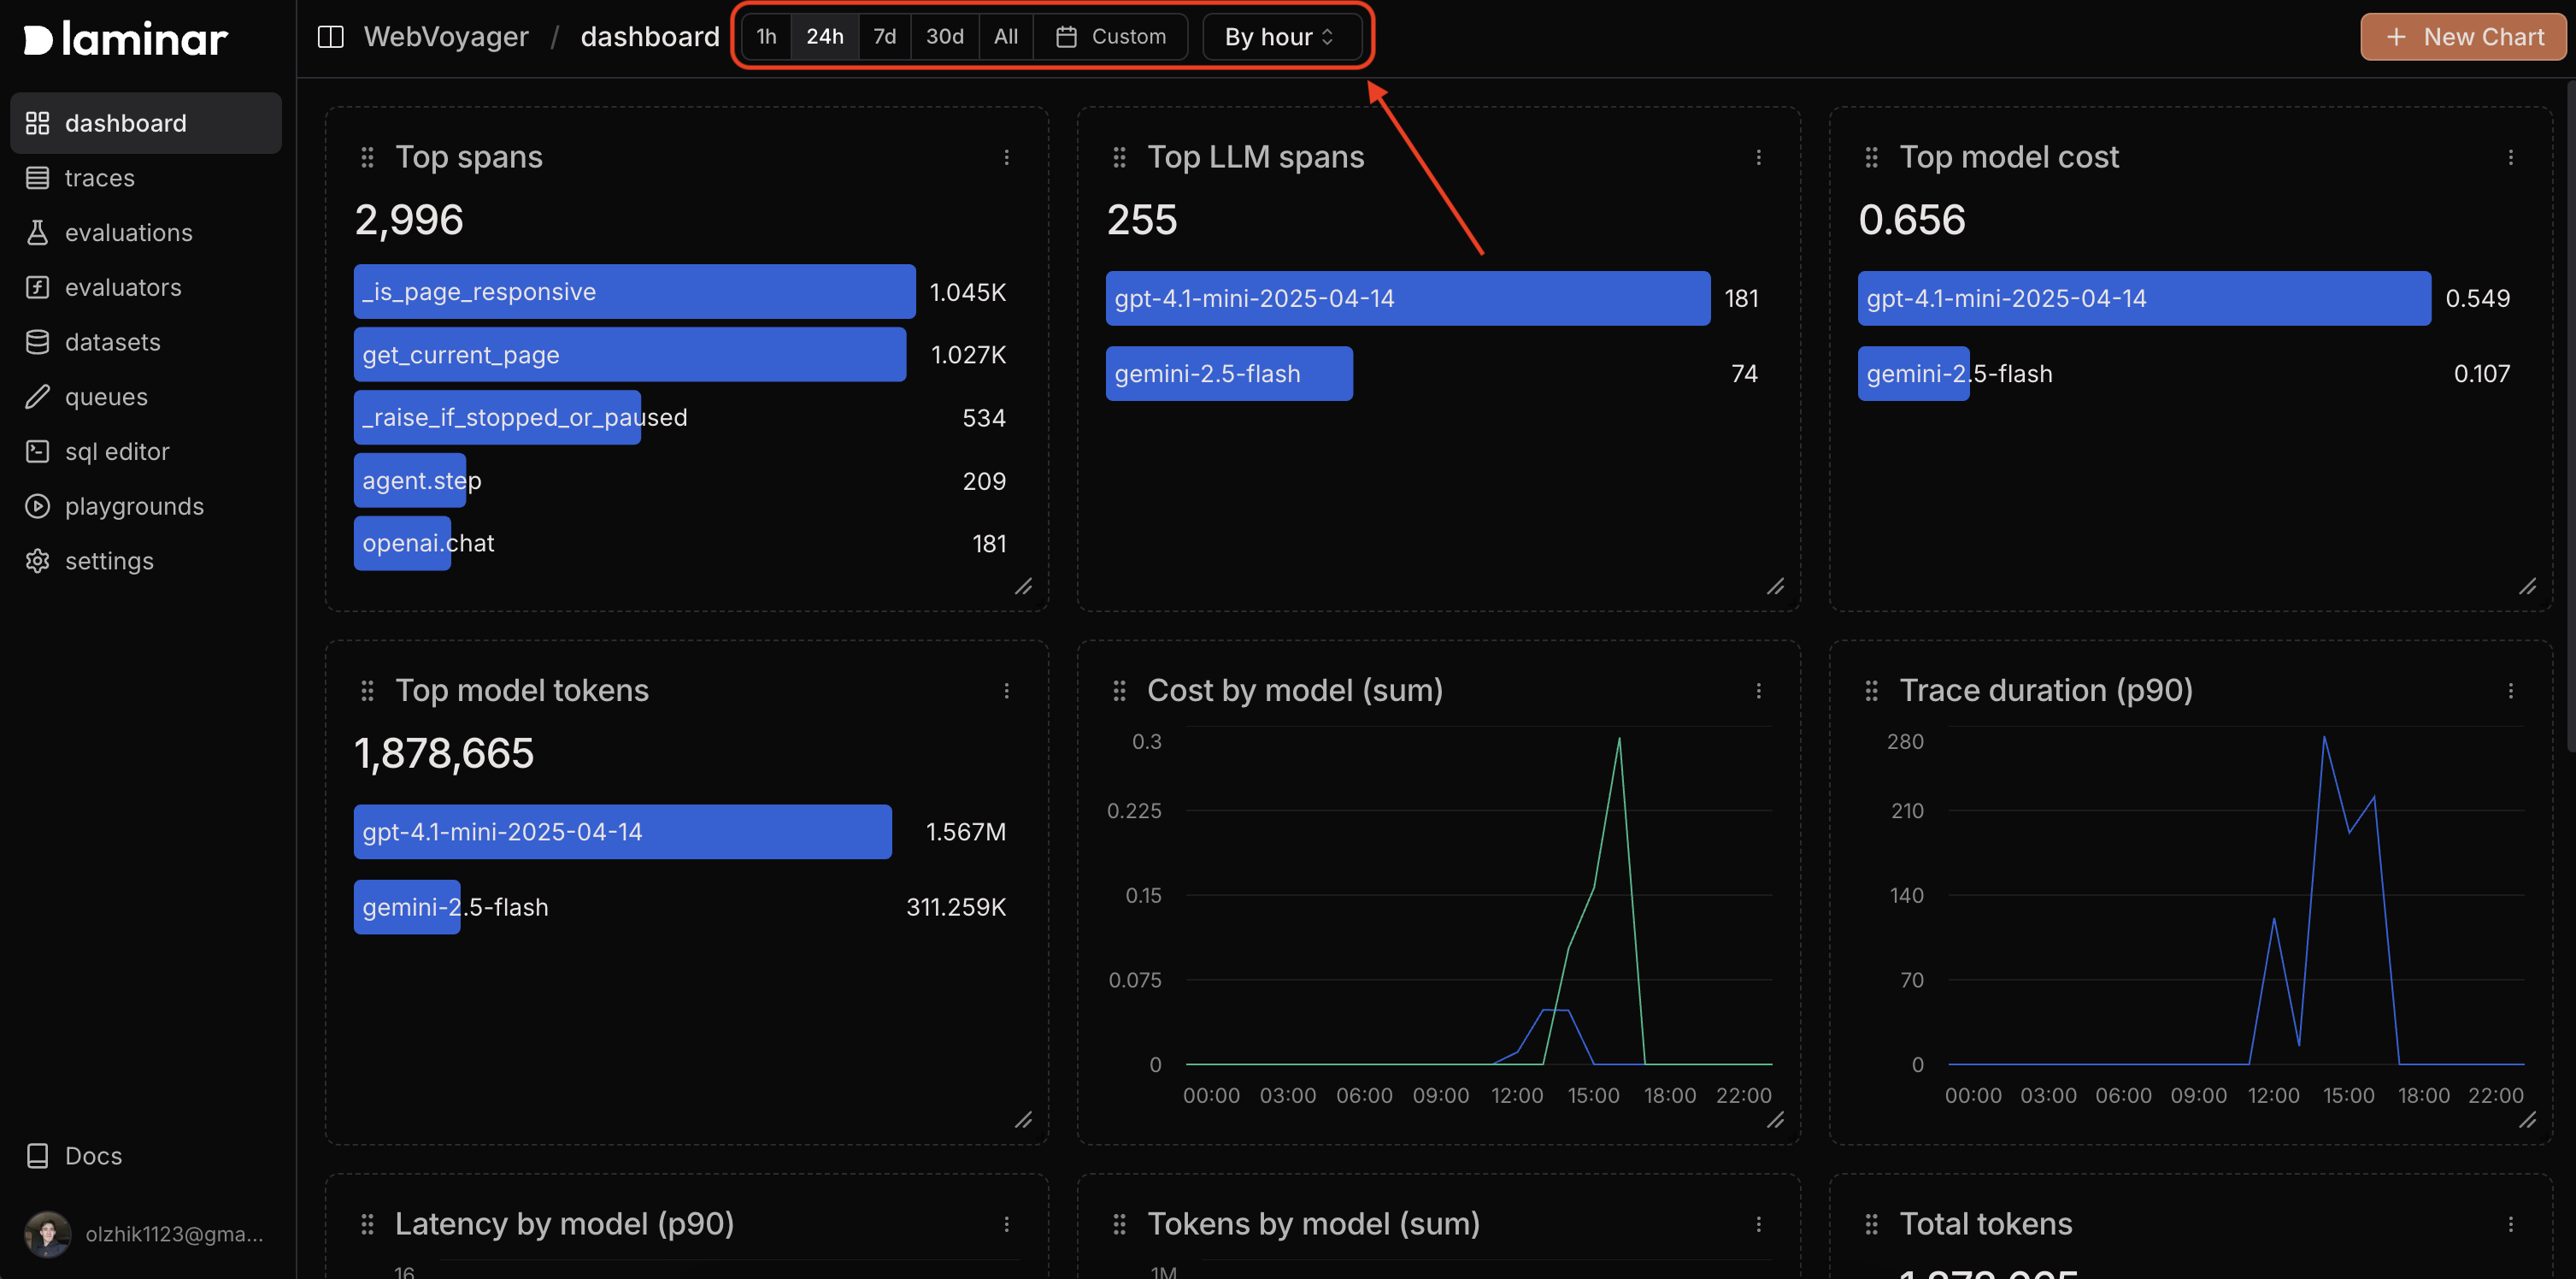 laminar
WebVoyager / dashboard
1h 24h 7d 30d All Custom By hour
New Chart
dashboard
traces
evaluations
evaluators
datasets
queues
sql editor
playgrounds
settings
Docs
olzhik1123@gma...
Top spans
2,996
_is_page_responsive 1.045K
get_current_page 1.027K
_raise_if_stopped_or_paused 534
agent.step 209
openai.chat 181
Top LLM spans
255
gpt-4.1-mini-2025-04-14 181
gemini-2.5-flash 74
Top model cost
0.656
gpt-4.1-mini-2025-04-14 0.549
gemini-2.5-flash 0.107
Top model tokens
1,878,665
gpt-4.1-mini-2025-04-14 1.567M
gemini-2.5-flash 311.259K
Cost by model (sum)
0.3
0.225
0.15
0.075
0
00:00 03:00 06:00 09:00 12:00 15:00 18:00 22:00
Trace duration (p90)
280
210
140
70
0
00:00 03:00 06:00 09:00 12:00 15:00 18:00 22:00
Latency by model (p90)
16
Tokens by model (sum)
1M
Total tokens